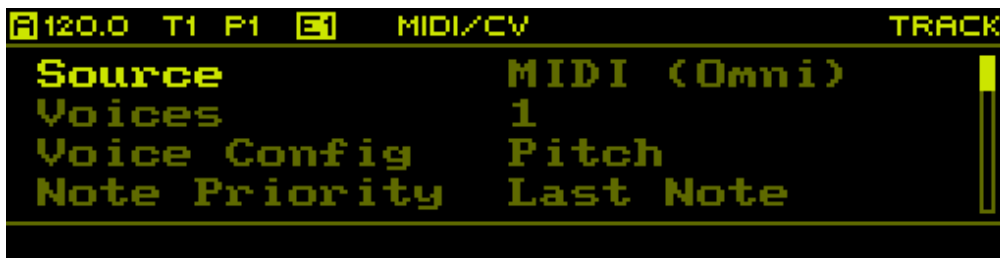 A 120.0 T1 P1 E1 MIDI/CV TRACK
Source MIDI (Omni)
Voices 1
Voice Config Pitch
Note Priority Last Note